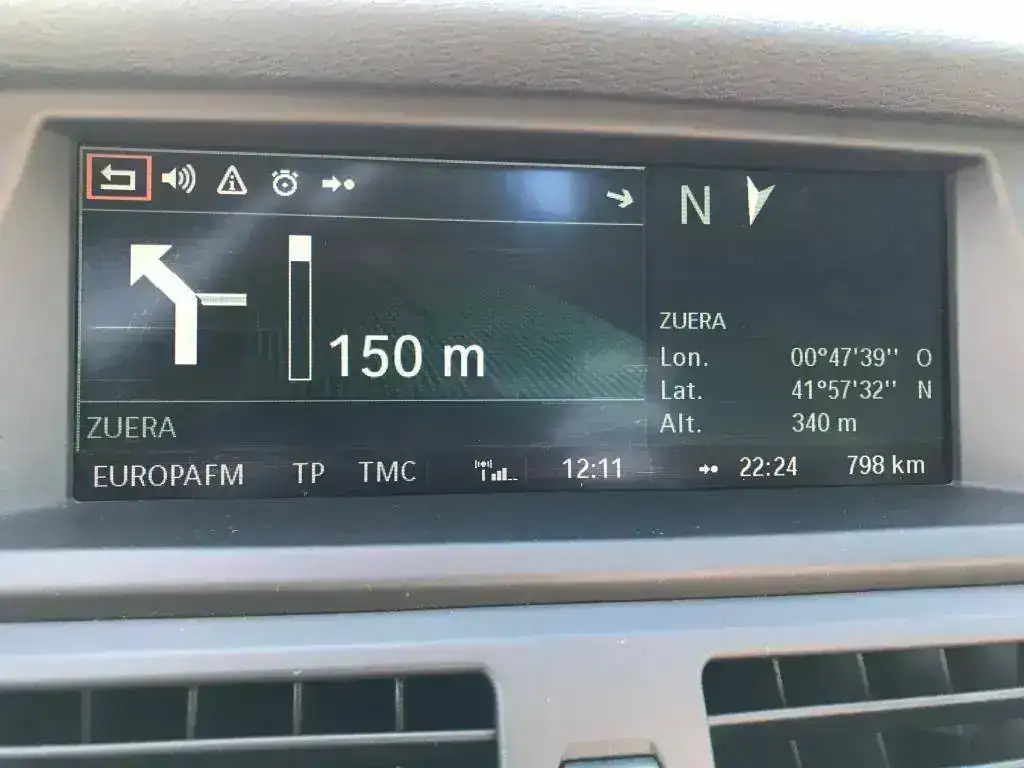 N
150 m
ZUERA
Lon. 00°47'39'' O
Lat. 41°57'32'' N
Alt. 340 m
ZUERA
EUROPAFM TP TMC 12:11 22:24 798 km